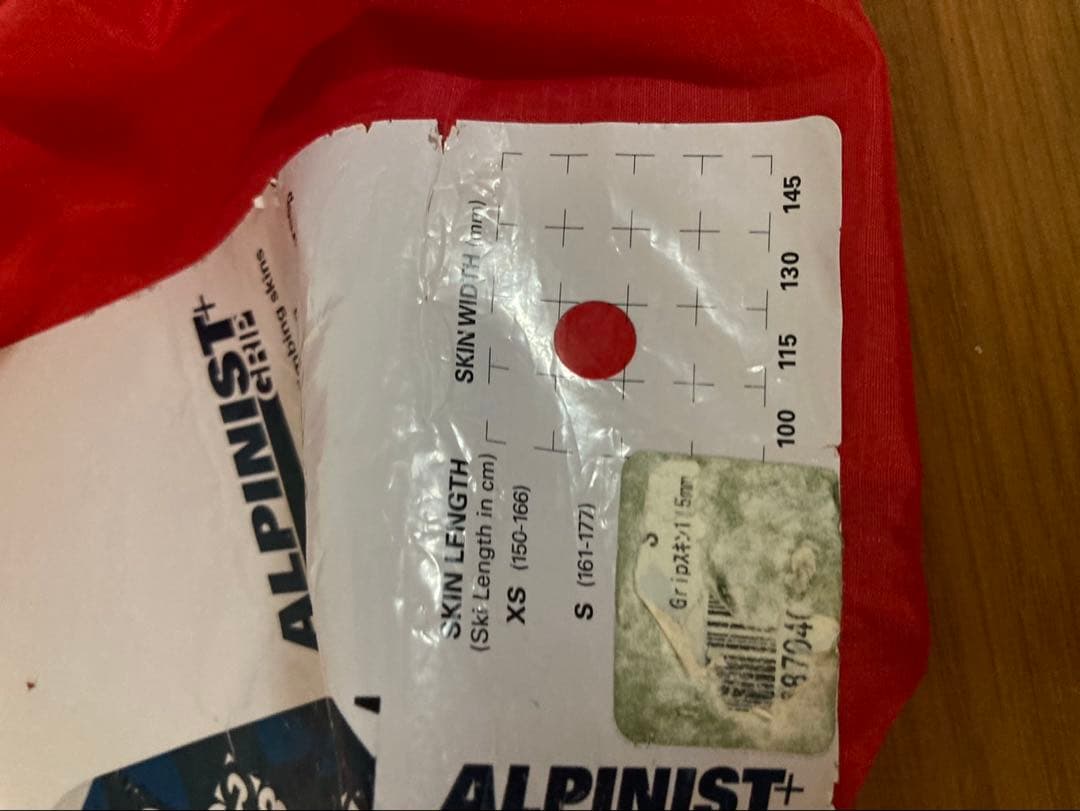 ALPINIST+
GRIP
skins
SKIN LENGTH
(Ski Length in cm)
SKIN WIDTH (mm)
XS (150-166)
S (161-177)
100 115 130 145
S
Gripスキン115mm
ALPINIST+